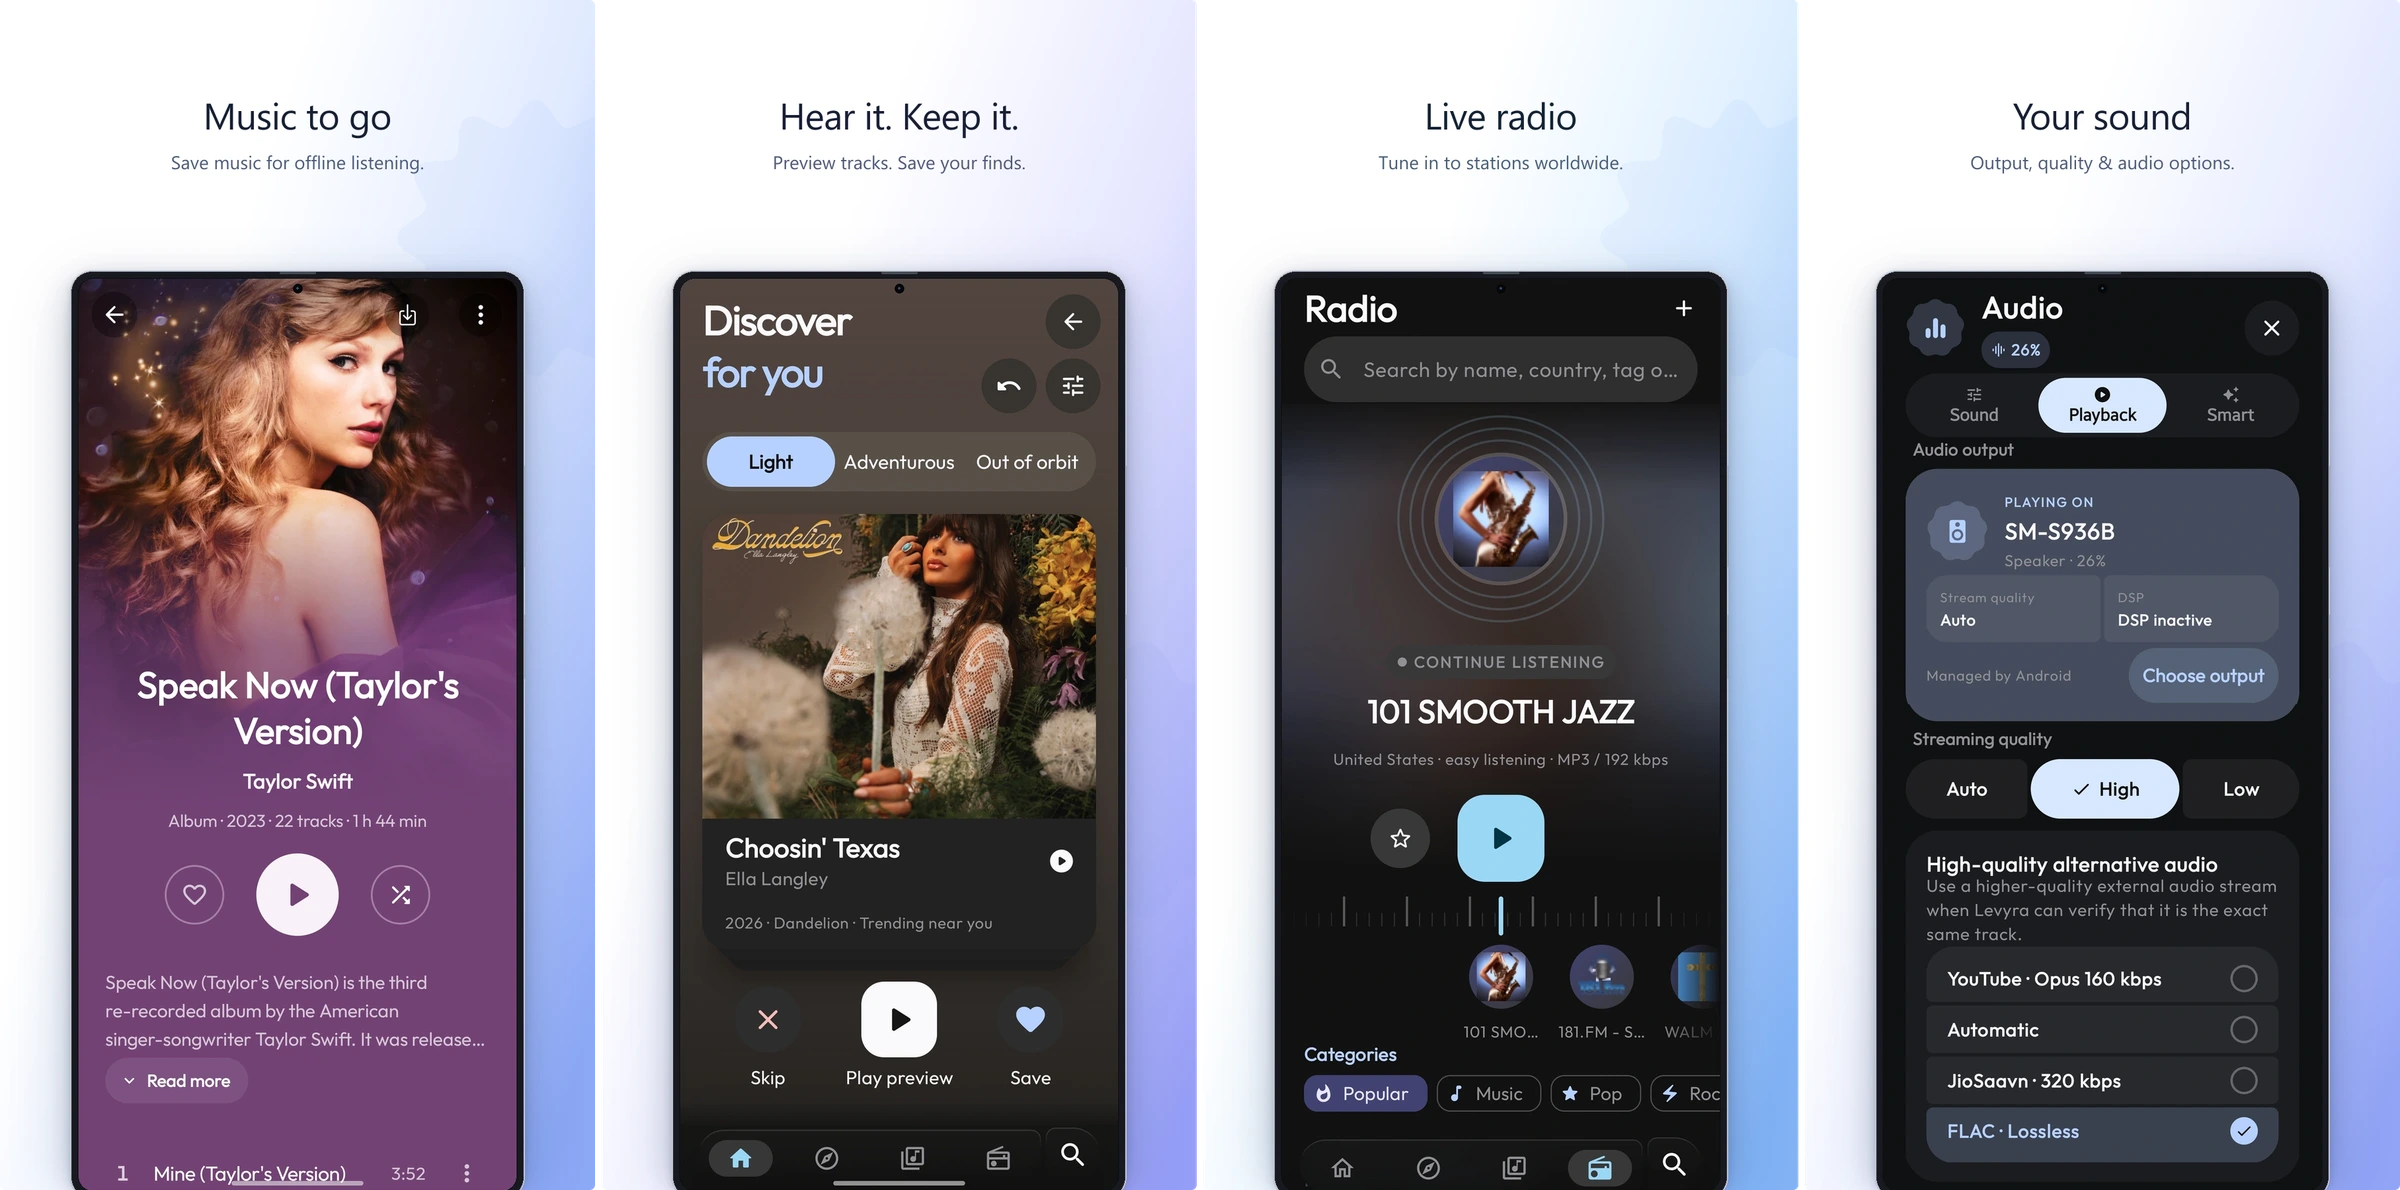 Music to go
Save music for offline listening.
Speak Now (Taylor's
Version)
Taylor Swift
Album · 2023 · 22 tracks · 1 h 44 min
Speak Now (Taylor's Version) is the third
re-recorded album by the American
singer-songwriter Taylor Swift. It was release...
Read more
1 Mine (Taylor's Version) 3:52
Hear it. Keep it.
Preview tracks. Save your finds.
Discover
for you
Light Adventurous Out of orbit
Dandelion
Ella Langley
Choosin' Texas
Ella Langley
2026 · Dandelion · Trending near you
Skip Play preview Save
Live radio
Tune in to stations worldwide.
Radio
Search by name, country, tag o...
CONTINUE LISTENING
101 SMOOTH JAZZ
United States · easy listening · MP3 / 192 kbps
101 SMO... 181.FM - S... WALM
Categories
Popular Music Pop Roc
Your sound
Output, quality & audio options.
Audio
26%
Sound Playback Smart
Audio output
PLAYING ON
SM-S936B
Speaker · 26%
Stream quality DSP
Auto DSP inactive
Managed by Android Choose output
Streaming quality
Auto High Low
High-quality alternative audio
Use a higher-quality external audio stream
when Levyra can verify that it is the exact
same track.
YouTube · Opus 160 kbps
Automatic
JioSaavn · 320 kbps
FLAC · Lossless